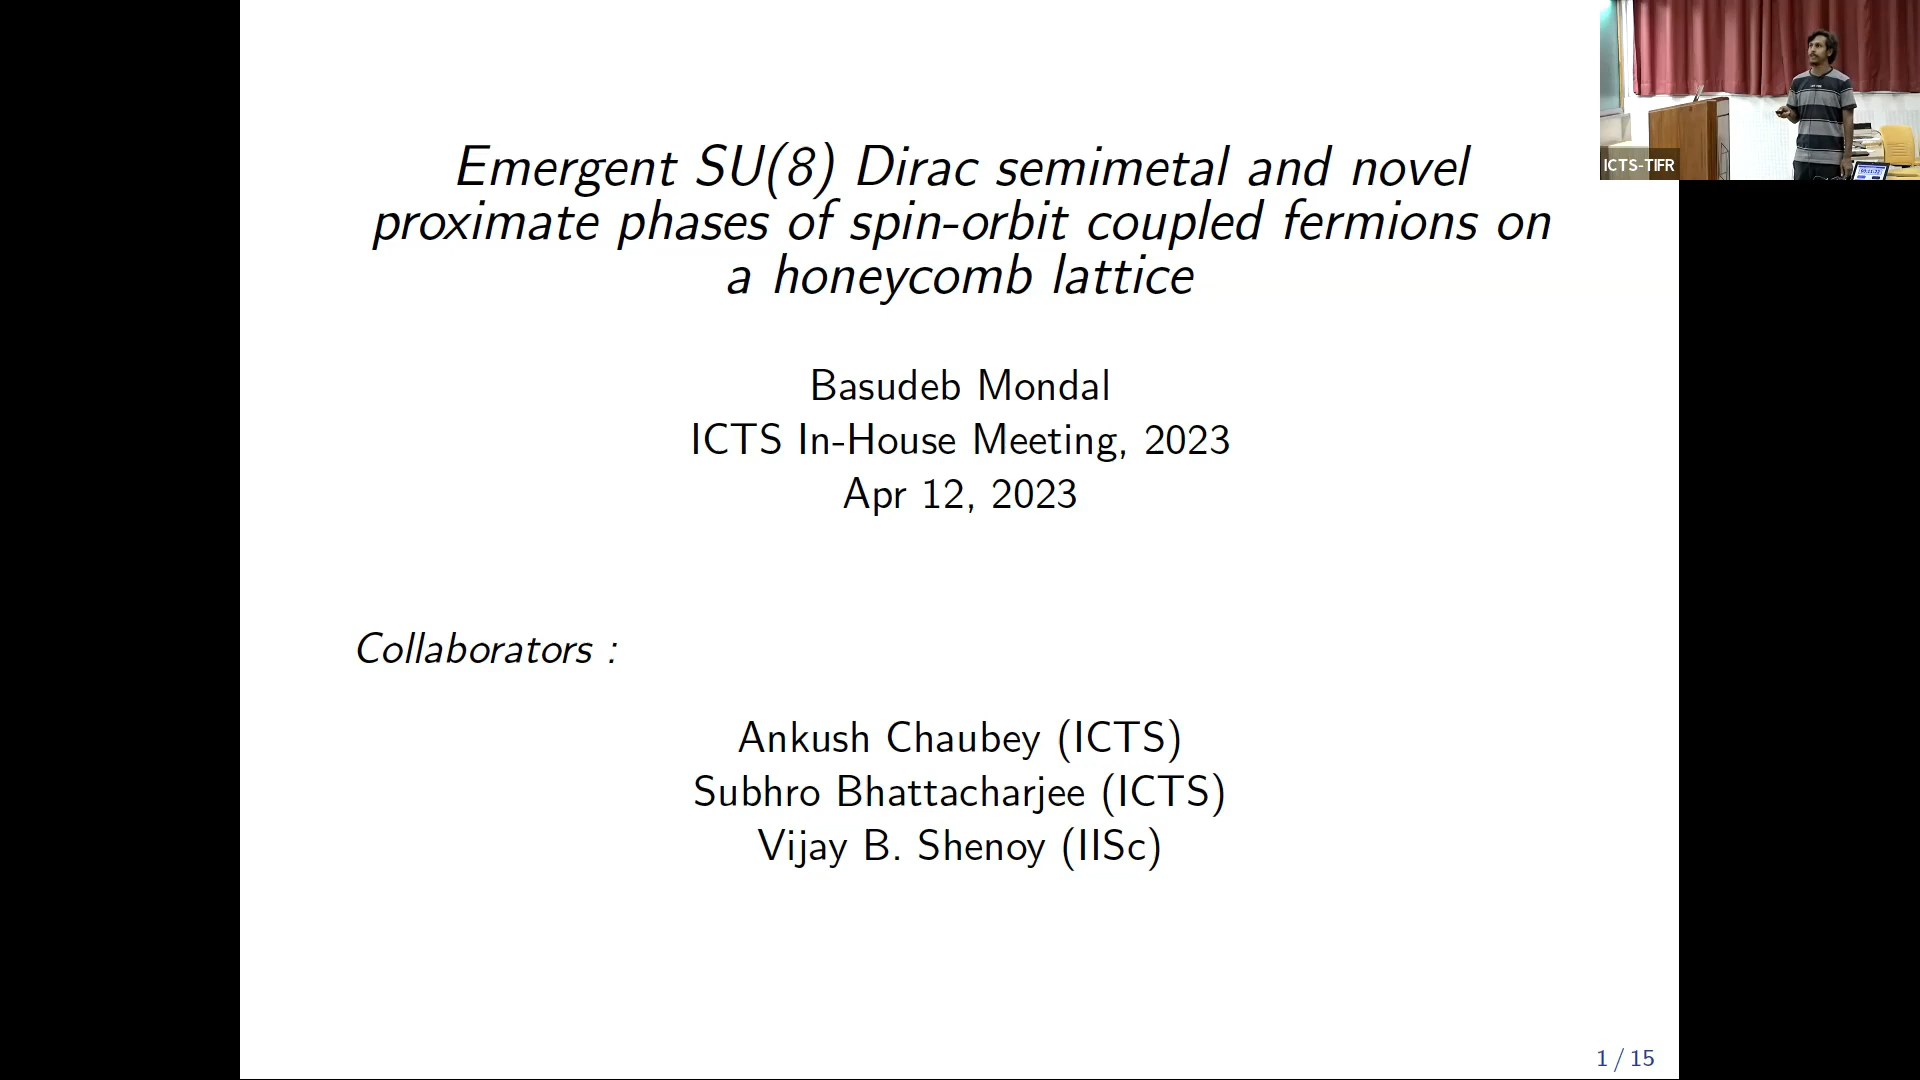 Emergent SU(8) Dirac semimetal and novel
proximate phases of spin-orbit coupled fermions on
a honeycomb lattice
Basudeb Mondal
ICTS In-House Meeting, 2023
Apr 12, 2023
Collaborators :
Ankush Chaubey (ICTS)
Subhro Bhattacharjee (ICTS)
Vijay B. Shenoy (IISc)
1 / 15
ICTS-TIFR